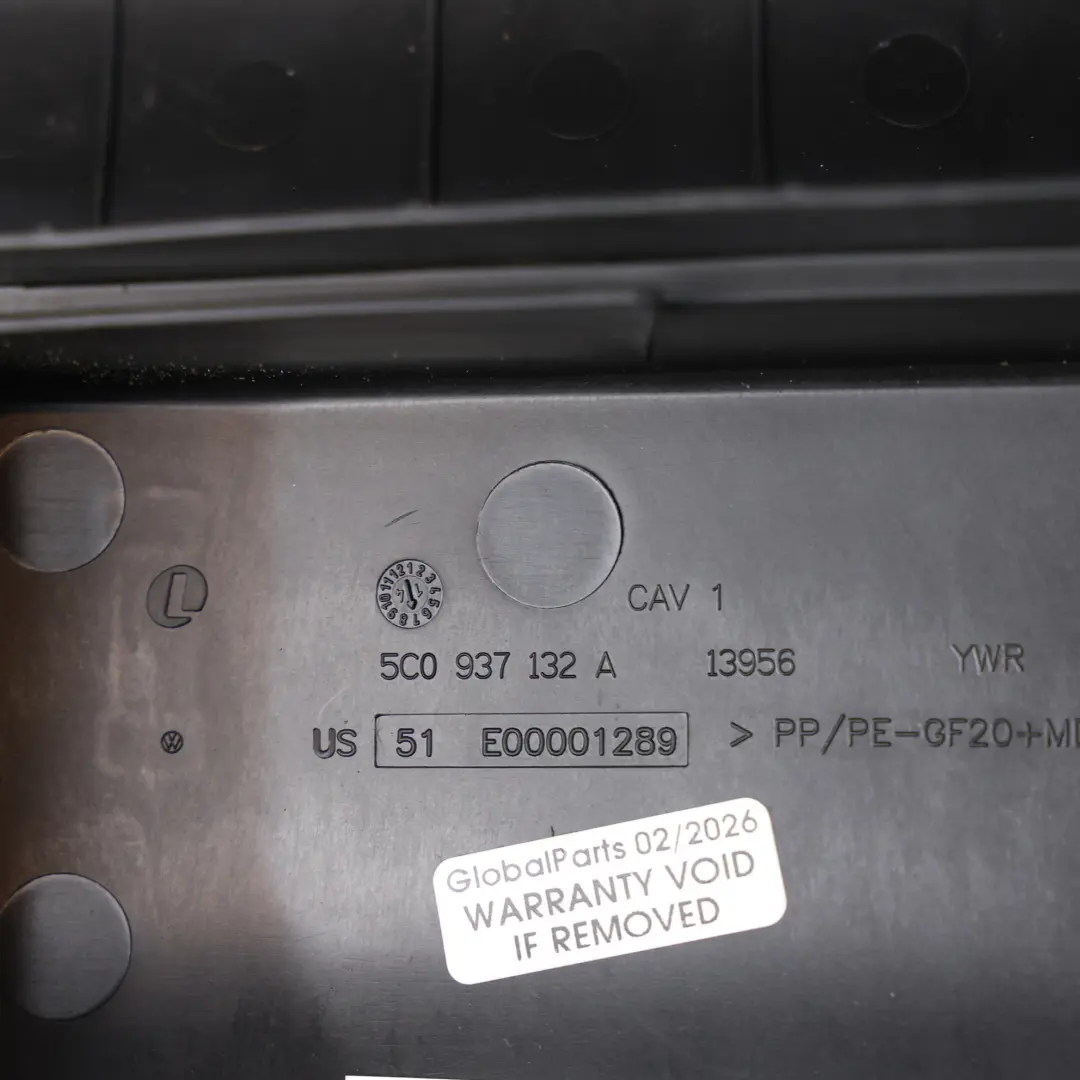 CAV 1
5C0 937 132 A 13956 YWR
US 51 E00001289 > PP/PE-GF20+M
GlobalParts 02/2026
WARRANTY VOID
IF REMOVED